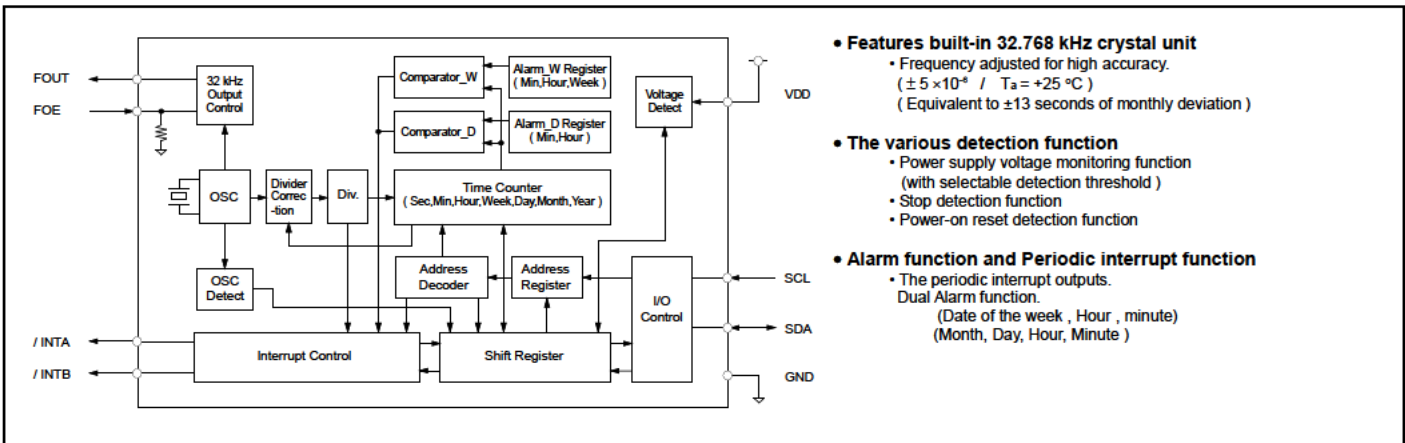 FOUT
FOE
32 kHz
Output
Control
Comparator_W
Alarm_W Register
( Min,Hour,Week )
Comparator_D
Alarm_D Register
( Min,Hour )
Voltage
Detect
VDD
OSC
Divider
Correc
-tion
Div.
Time Counter
( Sec,Min,Hour,Week,Day,Month,Year )
OSC
Detect
Address
Decoder
Address
Register
I/O
Control
SCL
SDA
GND
/ INTA
/ INTB
Interrupt Control
Shift Register
• Features built-in 32.768 kHz crystal unit
• Frequency adjusted for high accuracy.
( ± 5 ×10⁻⁶ / Ta = +25 °C )
( Equivalent to ±13 seconds of monthly deviation )
• The various detection function
• Power supply voltage monitoring function
(with selectable detection threshold )
• Stop detection function
• Power-on reset detection function
• Alarm function and Periodic interrupt function
• The periodic interrupt outputs.
Dual Alarm function.
(Date of the week , Hour , minute)
(Month, Day, Hour, Minute )